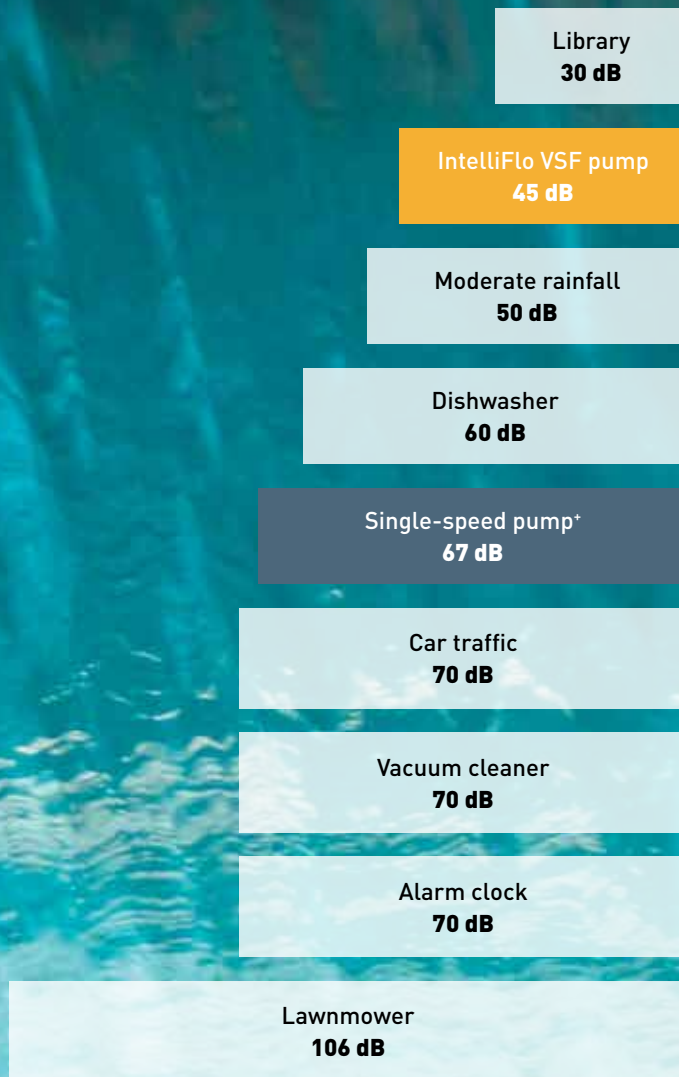 Library
30 dB
IntelliFlo VSF pump
45 dB
Moderate rainfall
50 dB
Dishwasher
60 dB
Single-speed pump+
67 dB
Car traffic
70 dB
Vacuum cleaner
70 dB
Alarm clock
70 dB
Lawnmower
106 dB